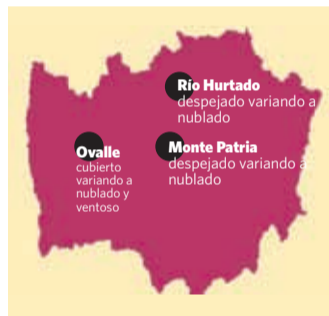 Río Hurtado
despejado variando a
nublado
Monte Patria
despejado variando a
nublado
Ovalle
cubierto
variando a
nublado y
ventoso